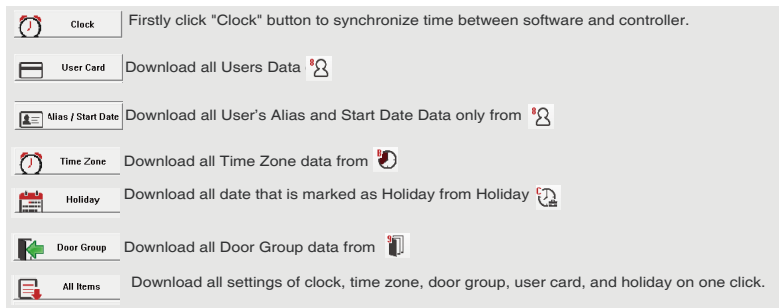 Clock Firstly click "Clock" button to synchronize time between software and controller.
User Card Download all Users Data 8
Alias / Start Date Download all User's Alias and Start Date Data only from 8
Time Zone Download all Time Zone data from
Holiday Download all date that is marked as Holiday from Holiday C
Door Group Download all Door Group data from 9
All Items Download all settings of clock, time zone, door group, user card, and holiday on one click.